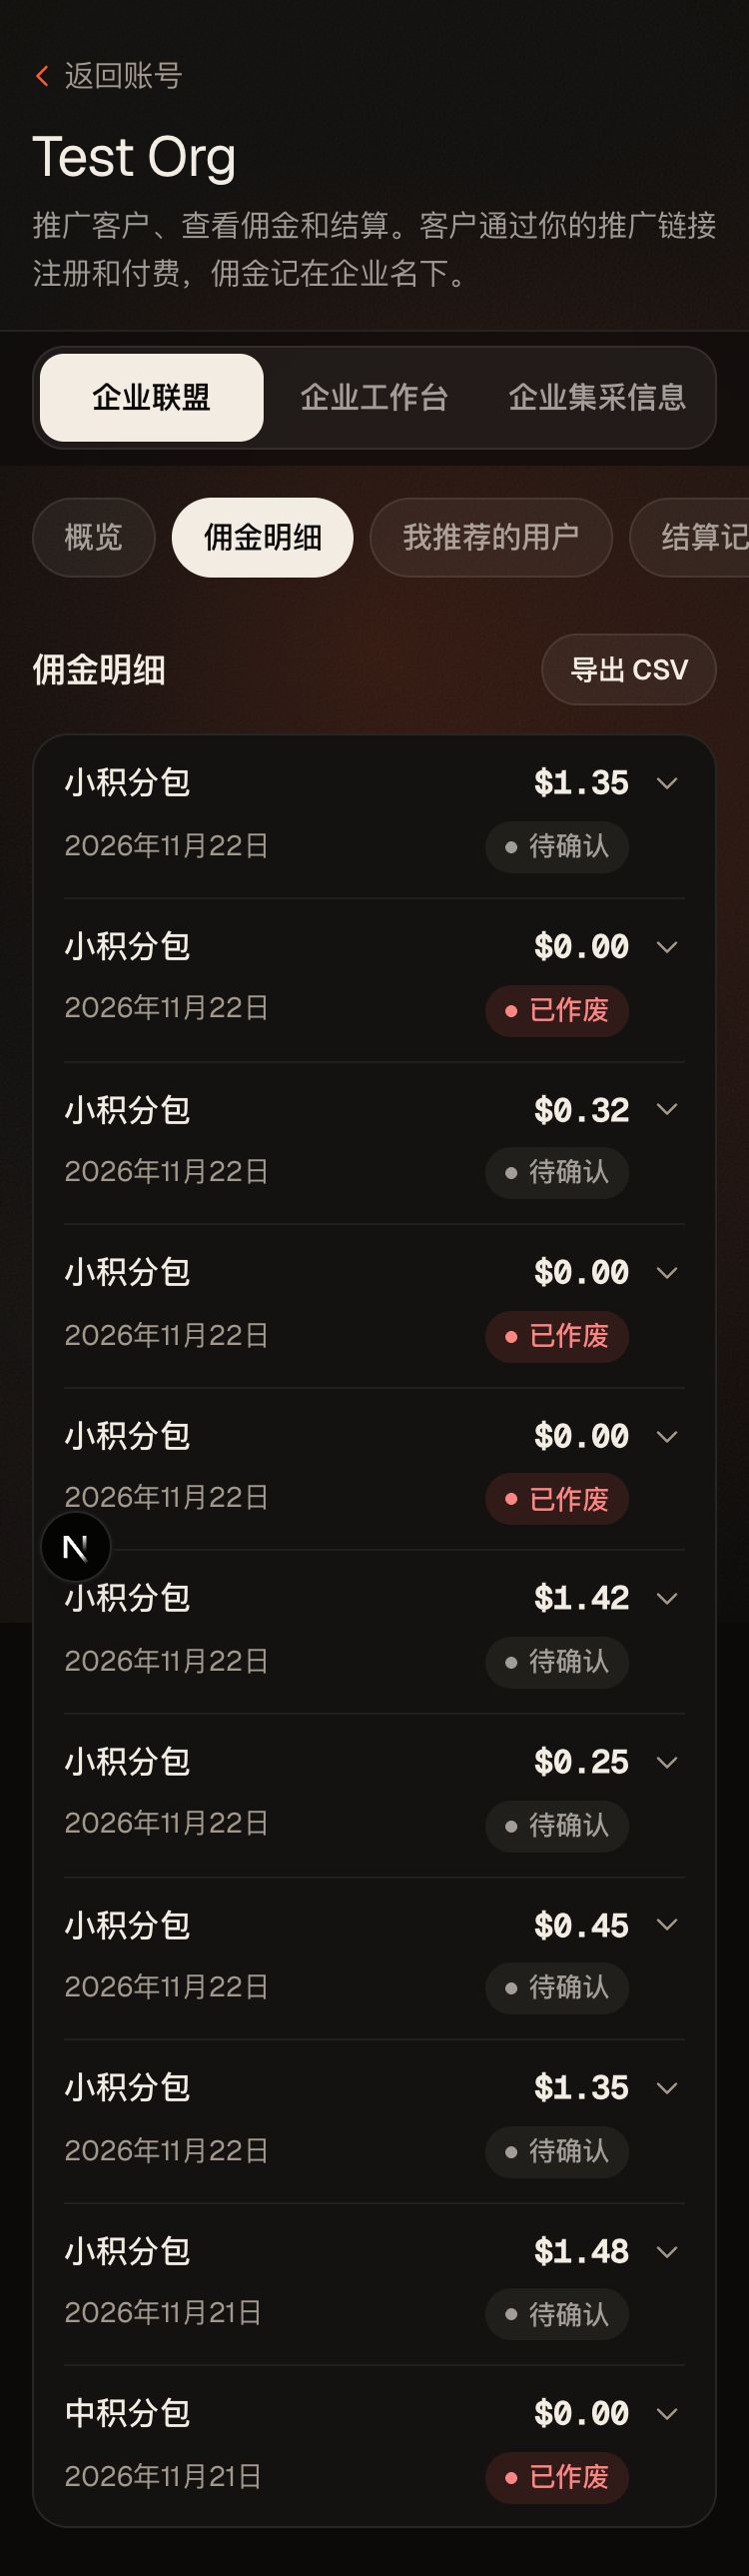 返回账号
Test Org
推广客户、查看佣金和结算。客户通过你的推广链接
注册和付费，佣金记在企业名下。
企业联盟 企业工作台 企业集采信息
概览 佣金明细 我推荐的用户 结算记
佣金明细 导出 CSV
小积分包 $1.35
2026年11月22日 待确认
小积分包 $0.00
2026年11月22日 已作废
小积分包 $0.32
2026年11月22日 待确认
小积分包 $0.00
2026年11月22日 已作废
小积分包 $0.00
2026年11月22日 已作废
N
小积分包 $1.42
2026年11月22日 待确认
小积分包 $0.25
2026年11月22日 待确认
小积分包 $0.45
2026年11月22日 待确认
小积分包 $1.35
2026年11月22日 待确认
小积分包 $1.48
2026年11月21日 待确认
中积分包 $0.00
2026年11月21日 已作废